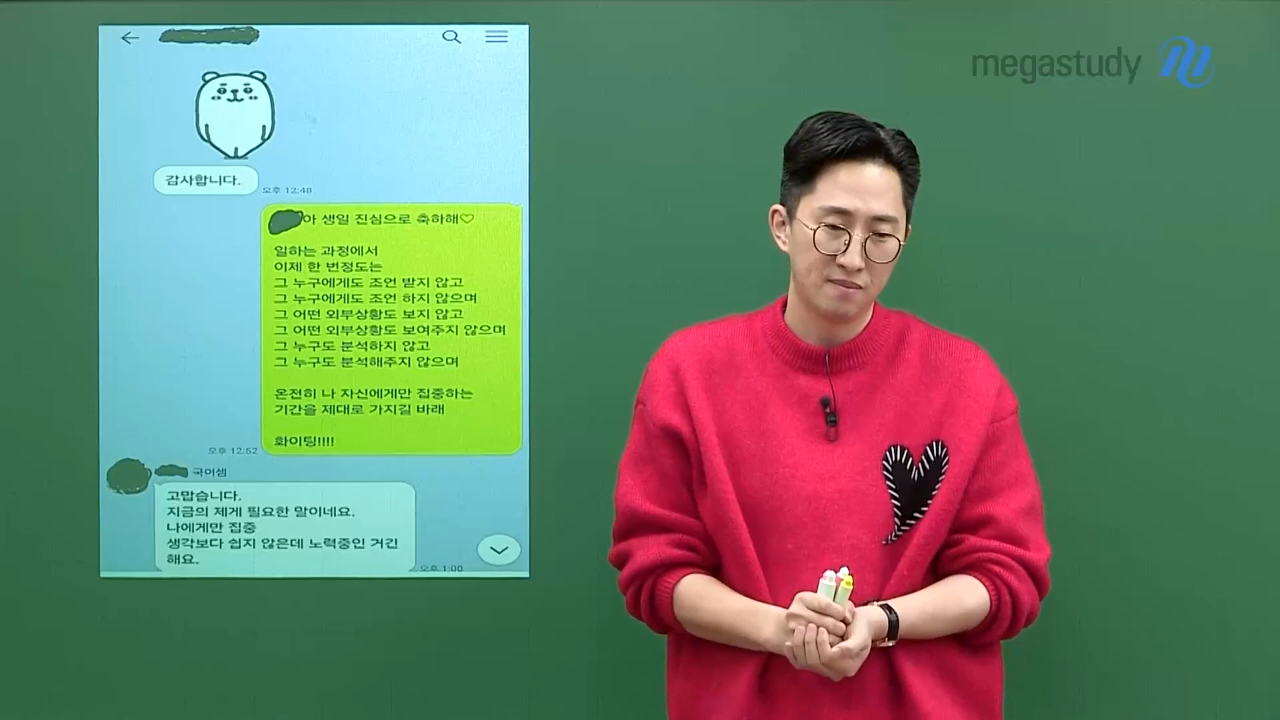 megastudy
감사합니다.
오후 12:48
아 생일 진심으로 축하해♡
일하는 과정에서
이제 한 번정도는
그 누구에게도 조언 받지 않고
그 누구에게도 조언 하지 않으며
그 어떤 외부상황도 보지 않고
그 어떤 외부상황도 보여주지 않으며
그 누구도 분석하지 않고
그 누구도 분석해주지 않으며
온전히 나 자신에게만 집중하는
기간을 제대로 가지길 바래
화이팅!!!!
오후 12:52
국어쌤
고맙습니다.
지금의 제게 필요한 말이네요.
나에게만 집중
생각보다 쉽지 않은데 노력중인 거긴
해요.
오후 1:00